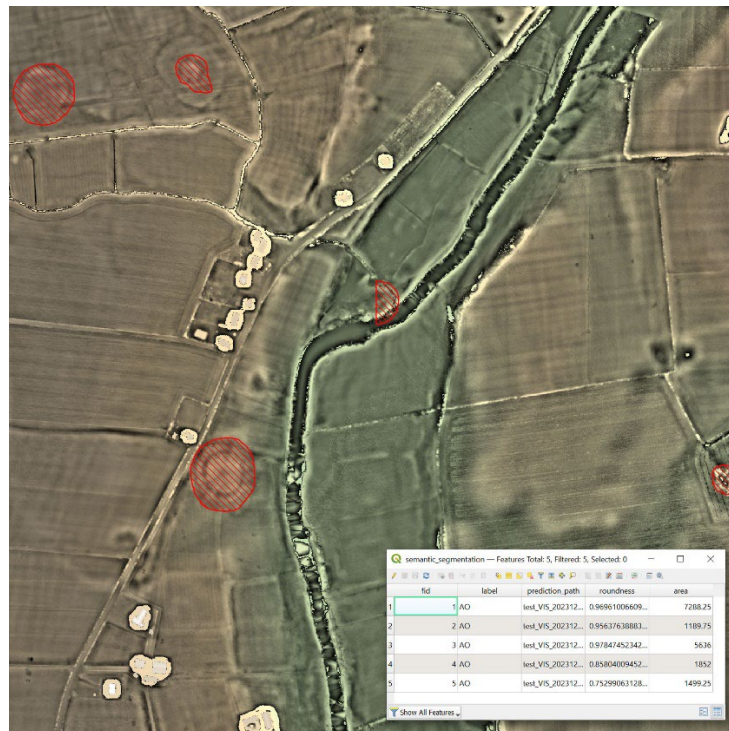 semantic_segmentation — Features Total: 5, Filtered: 5, Selected: 0
fid label prediction_path roundness area
1 1 AO test_VIS_202312... 0.96961006609... 7288.25
2 2 AO test_VIS_202312... 0.95637638883... 1189.75
3 3 AO test_VIS_202312... 0.97847452342... 5636
4 4 AO test_VIS_202312... 0.85804009452... 1852
5 5 AO test_VIS_202312... 0.75299063128... 1499.25
Show All Features